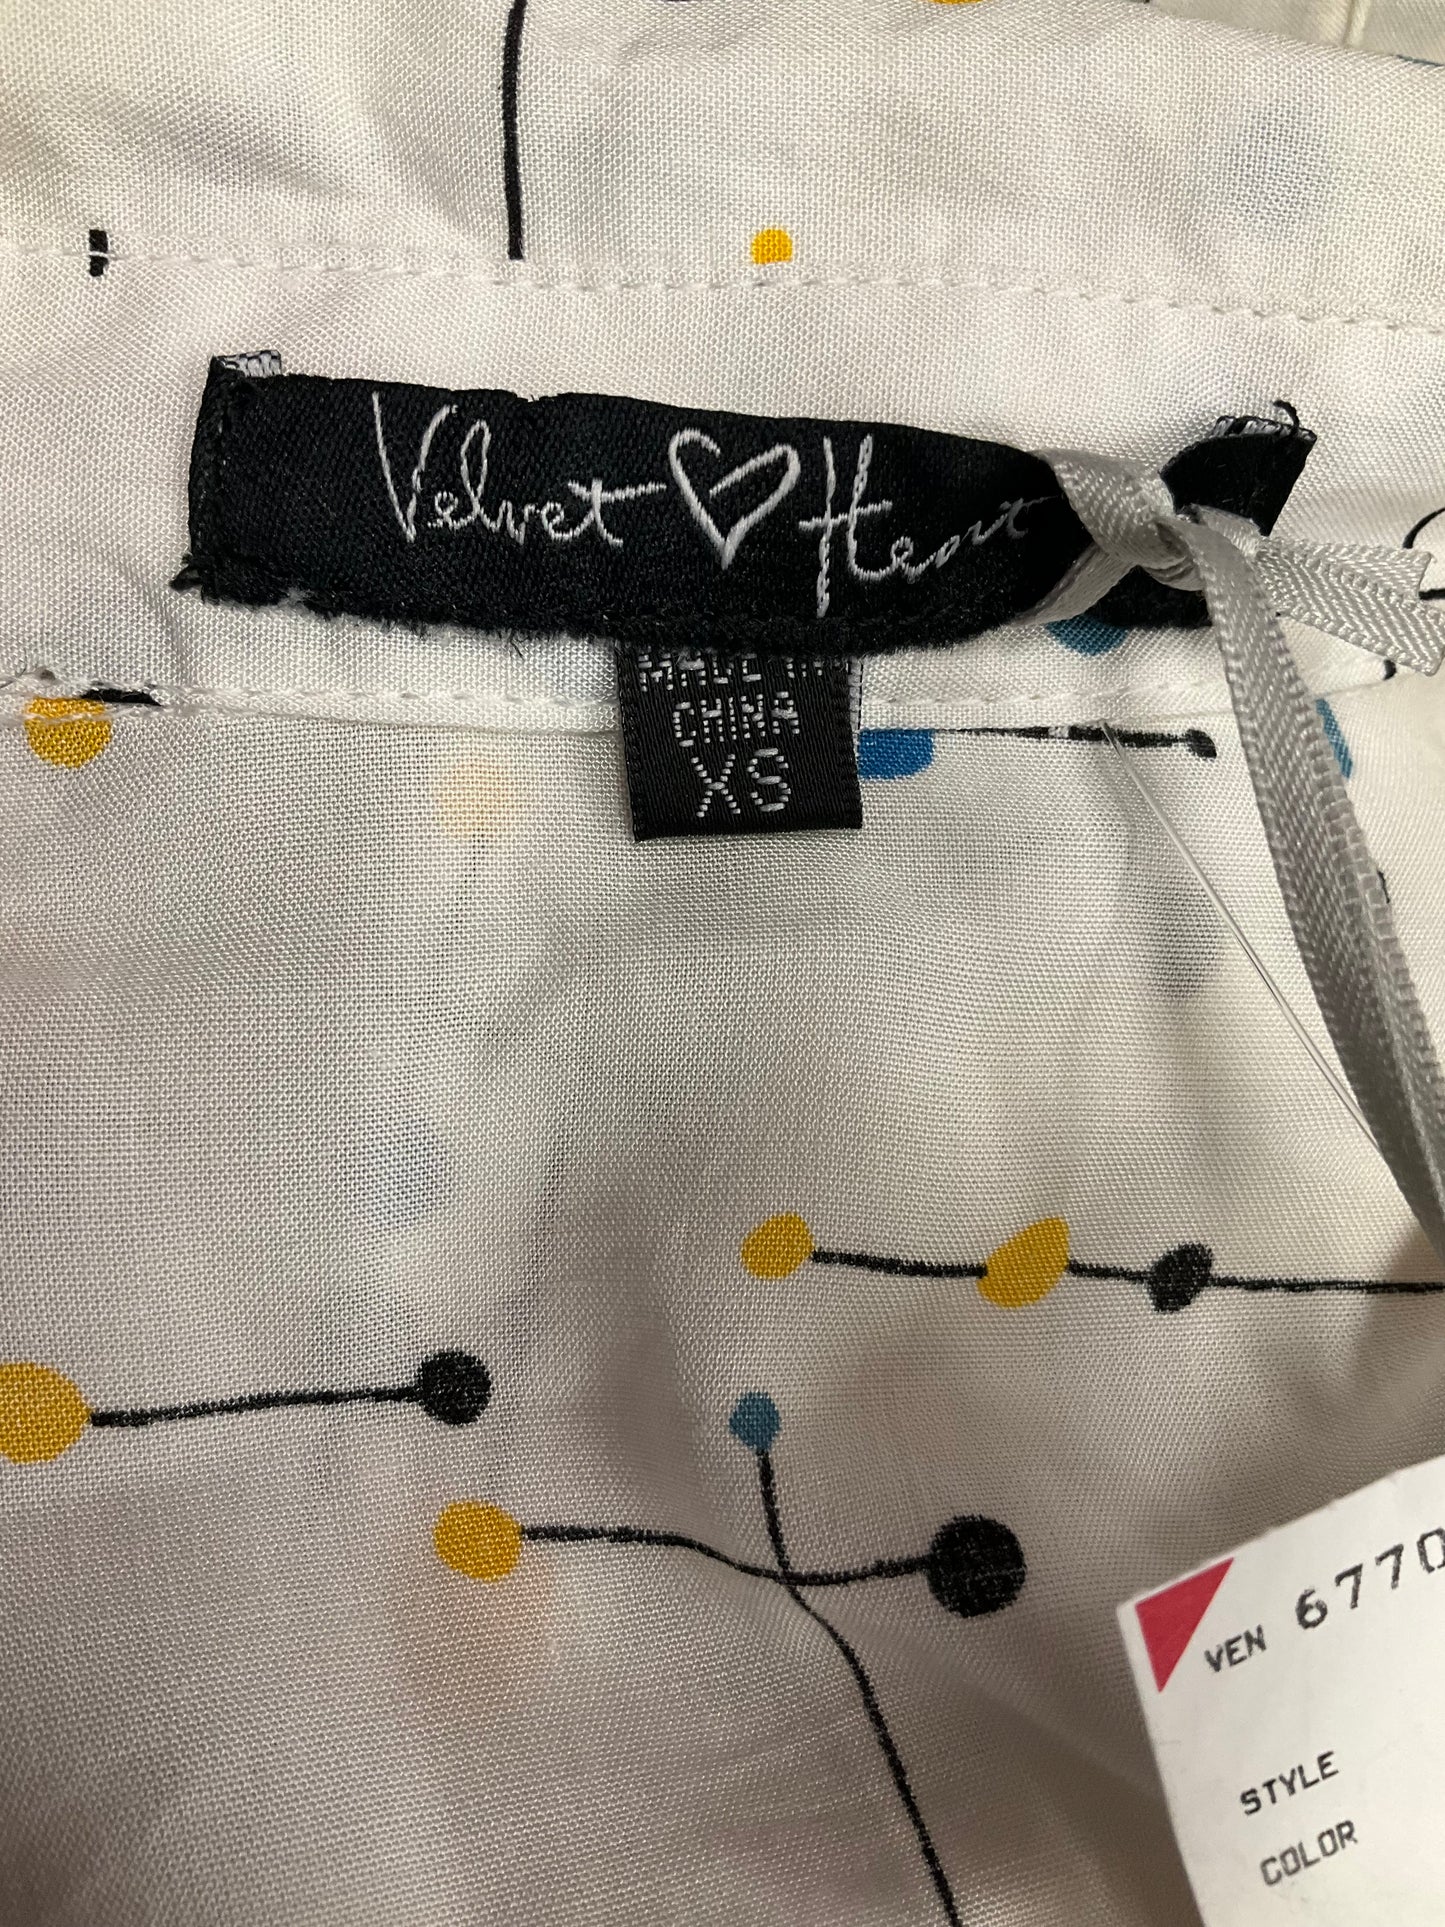 Velvet Heart
MADE IN
CHINA
XS
VEN 6770
STYLE
COLOR